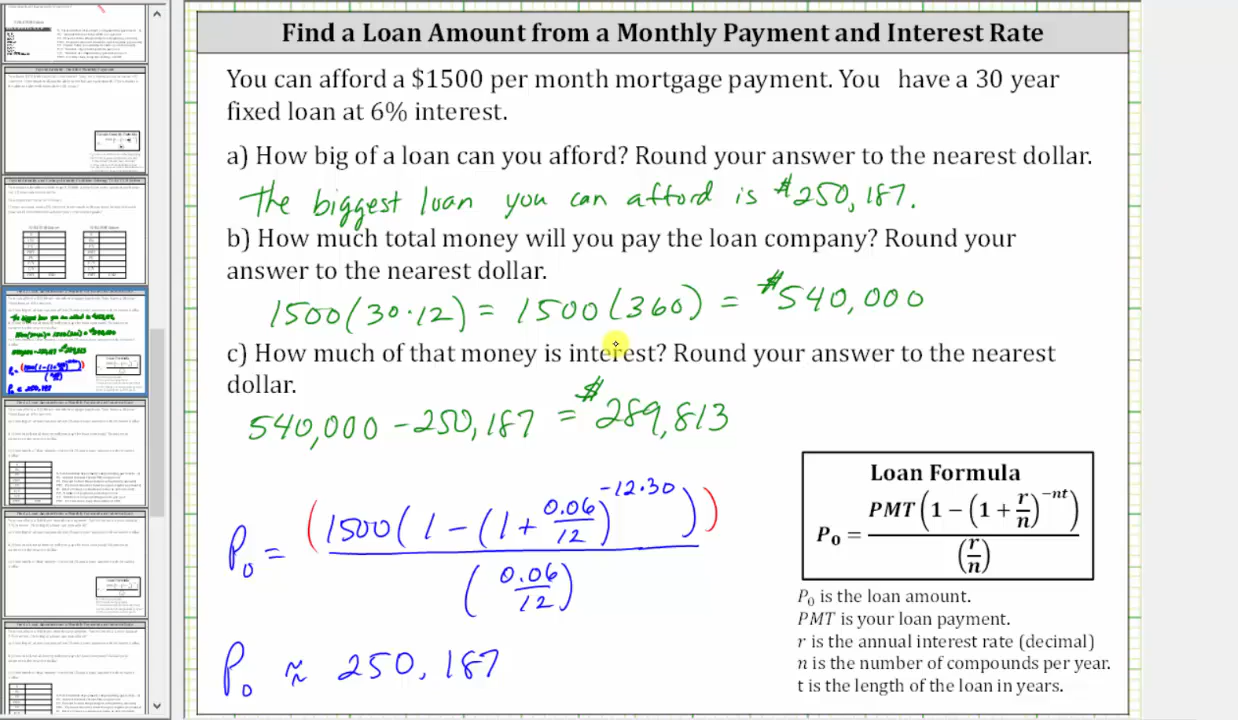 Find a Loan Amount from a Monthly Payment and Interest Rate
You can afford a $1500 per month mortgage payment. You have a 30 year
fixed loan at 6% interest.
a) How big of a loan can you afford? Round your answer to the nearest dollar.
The biggest loan you can afford is $250,187.
b) How much total money will you pay the loan company? Round your
answer to the nearest dollar.
1500(30·12) = 1500(360) = $540,000
c) How much of that money is interest? Round your answer to the nearest
dollar.
540,000 - 250,187 = $289,813
P₀ = (1500(1-(1+0.06/12)^-12·30)) / (0.06/12)
P₀ ≈ 250,187
Loan Formula
P₀ = PMT(1-(1+r/n)^-nt) / (r/n)
P₀ is the loan amount.
PMT is your loan payment.
r is the annual interest rate (decimal)
n is the number of compounds per year.
t is the length of the loan in years.